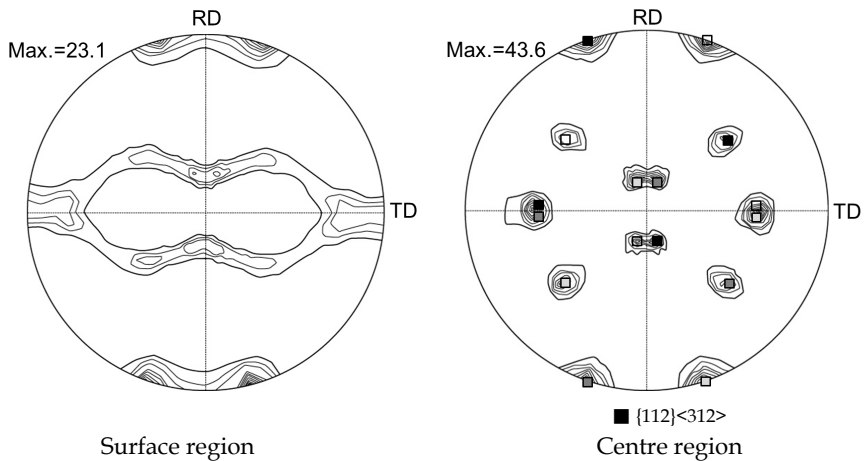 RD
RD
Max.=23.1
Max.=43.6
TD
TD
{112}<312>
Surface region
Centre region